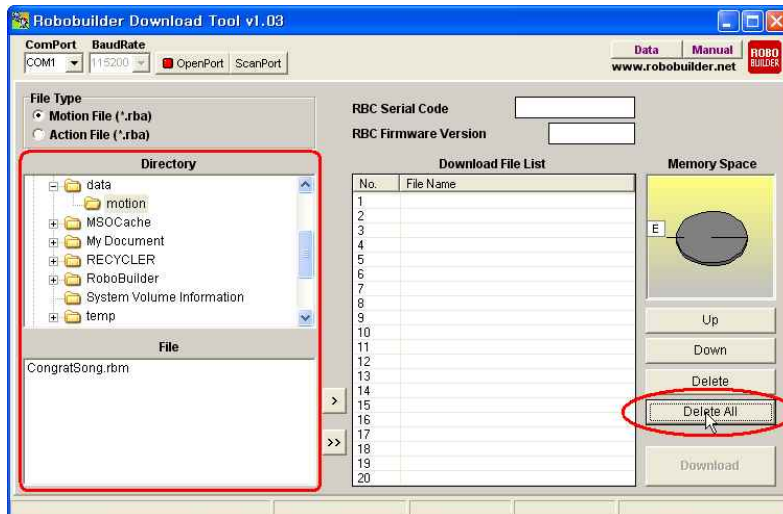 Robobuilder Download Tool v1.03
ComPort BaudRate
COM1 115200 OpenPort ScanPort
Data Manual
www.robobuilder.net
ROBO
BUILDER
File Type
Motion File (*.rba)
Action File (*.rba)
RBC Serial Code
RBC Firmware Version
Directory
data
motion
MSOCache
My Document
RECYCLER
RoboBuilder
System Volume Information
temp
File
CongratSong.rbm
>
>>
Download File List
No. File Name
1
2
3
4
5
6
7
8
9
10
11
12
13
14
15
16
17
18
19
20
Memory Space
E
Up
Down
Delete
Delete All
Download